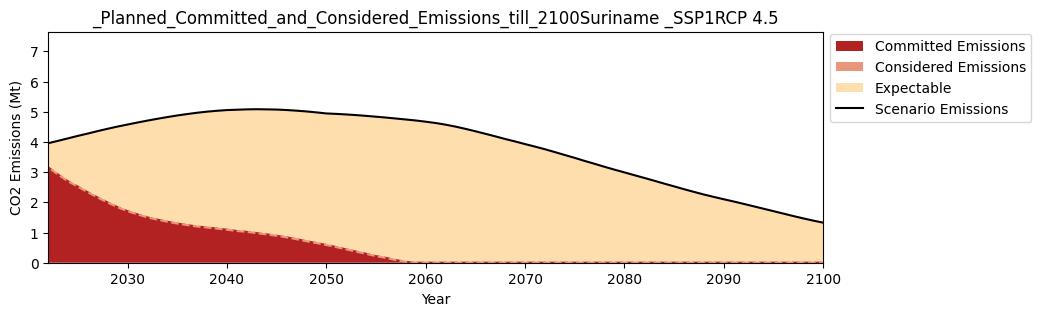 _Planned_Committed_and_Considered_Emissions_till_2100Suriname _SSP1RCP 4.5
CO2 Emissions (Mt)
7
6
5
4
3
2
1
0
2030 2040 2050 2060 2070 2080 2090 2100
Year
Committed Emissions
Considered Emissions
Expectable
Scenario Emissions